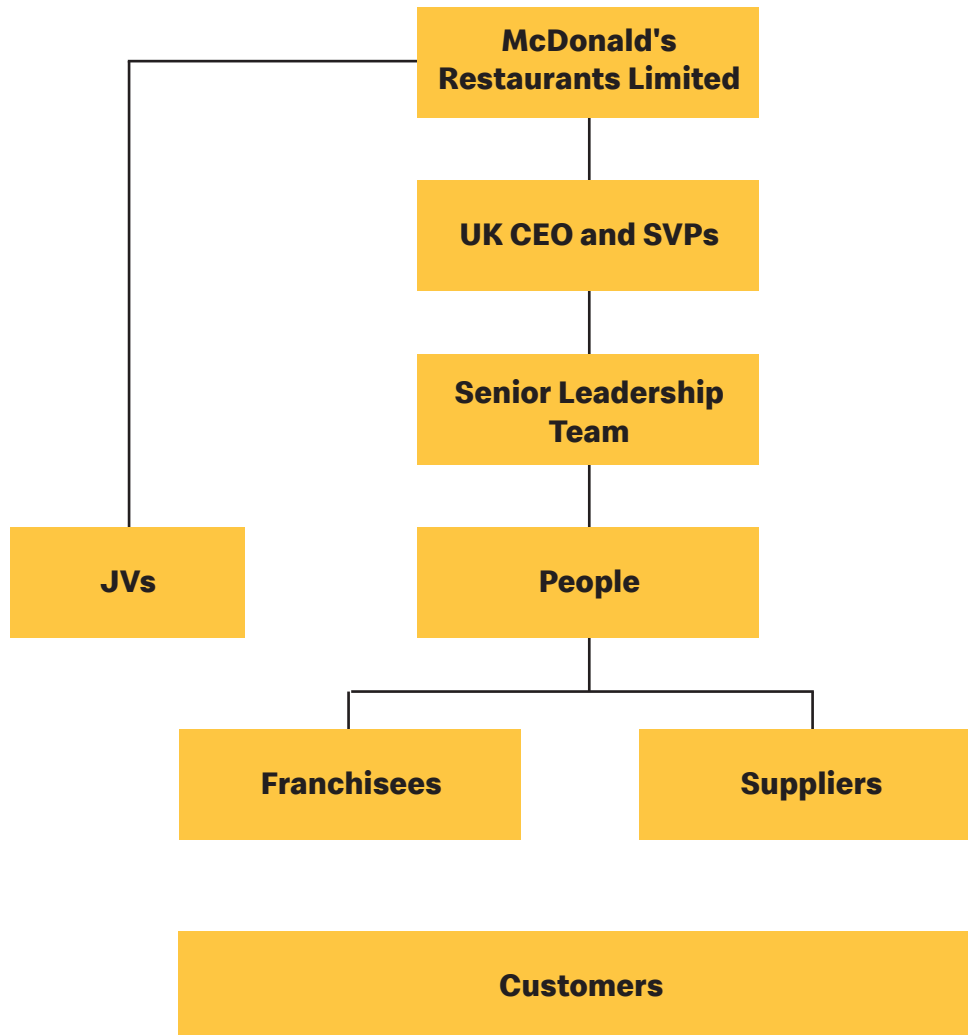 McDonald's
Restaurants Limited
UK CEO and SVPs
Senior Leadership
Team
JVs
People
Franchisees
Suppliers
Customers